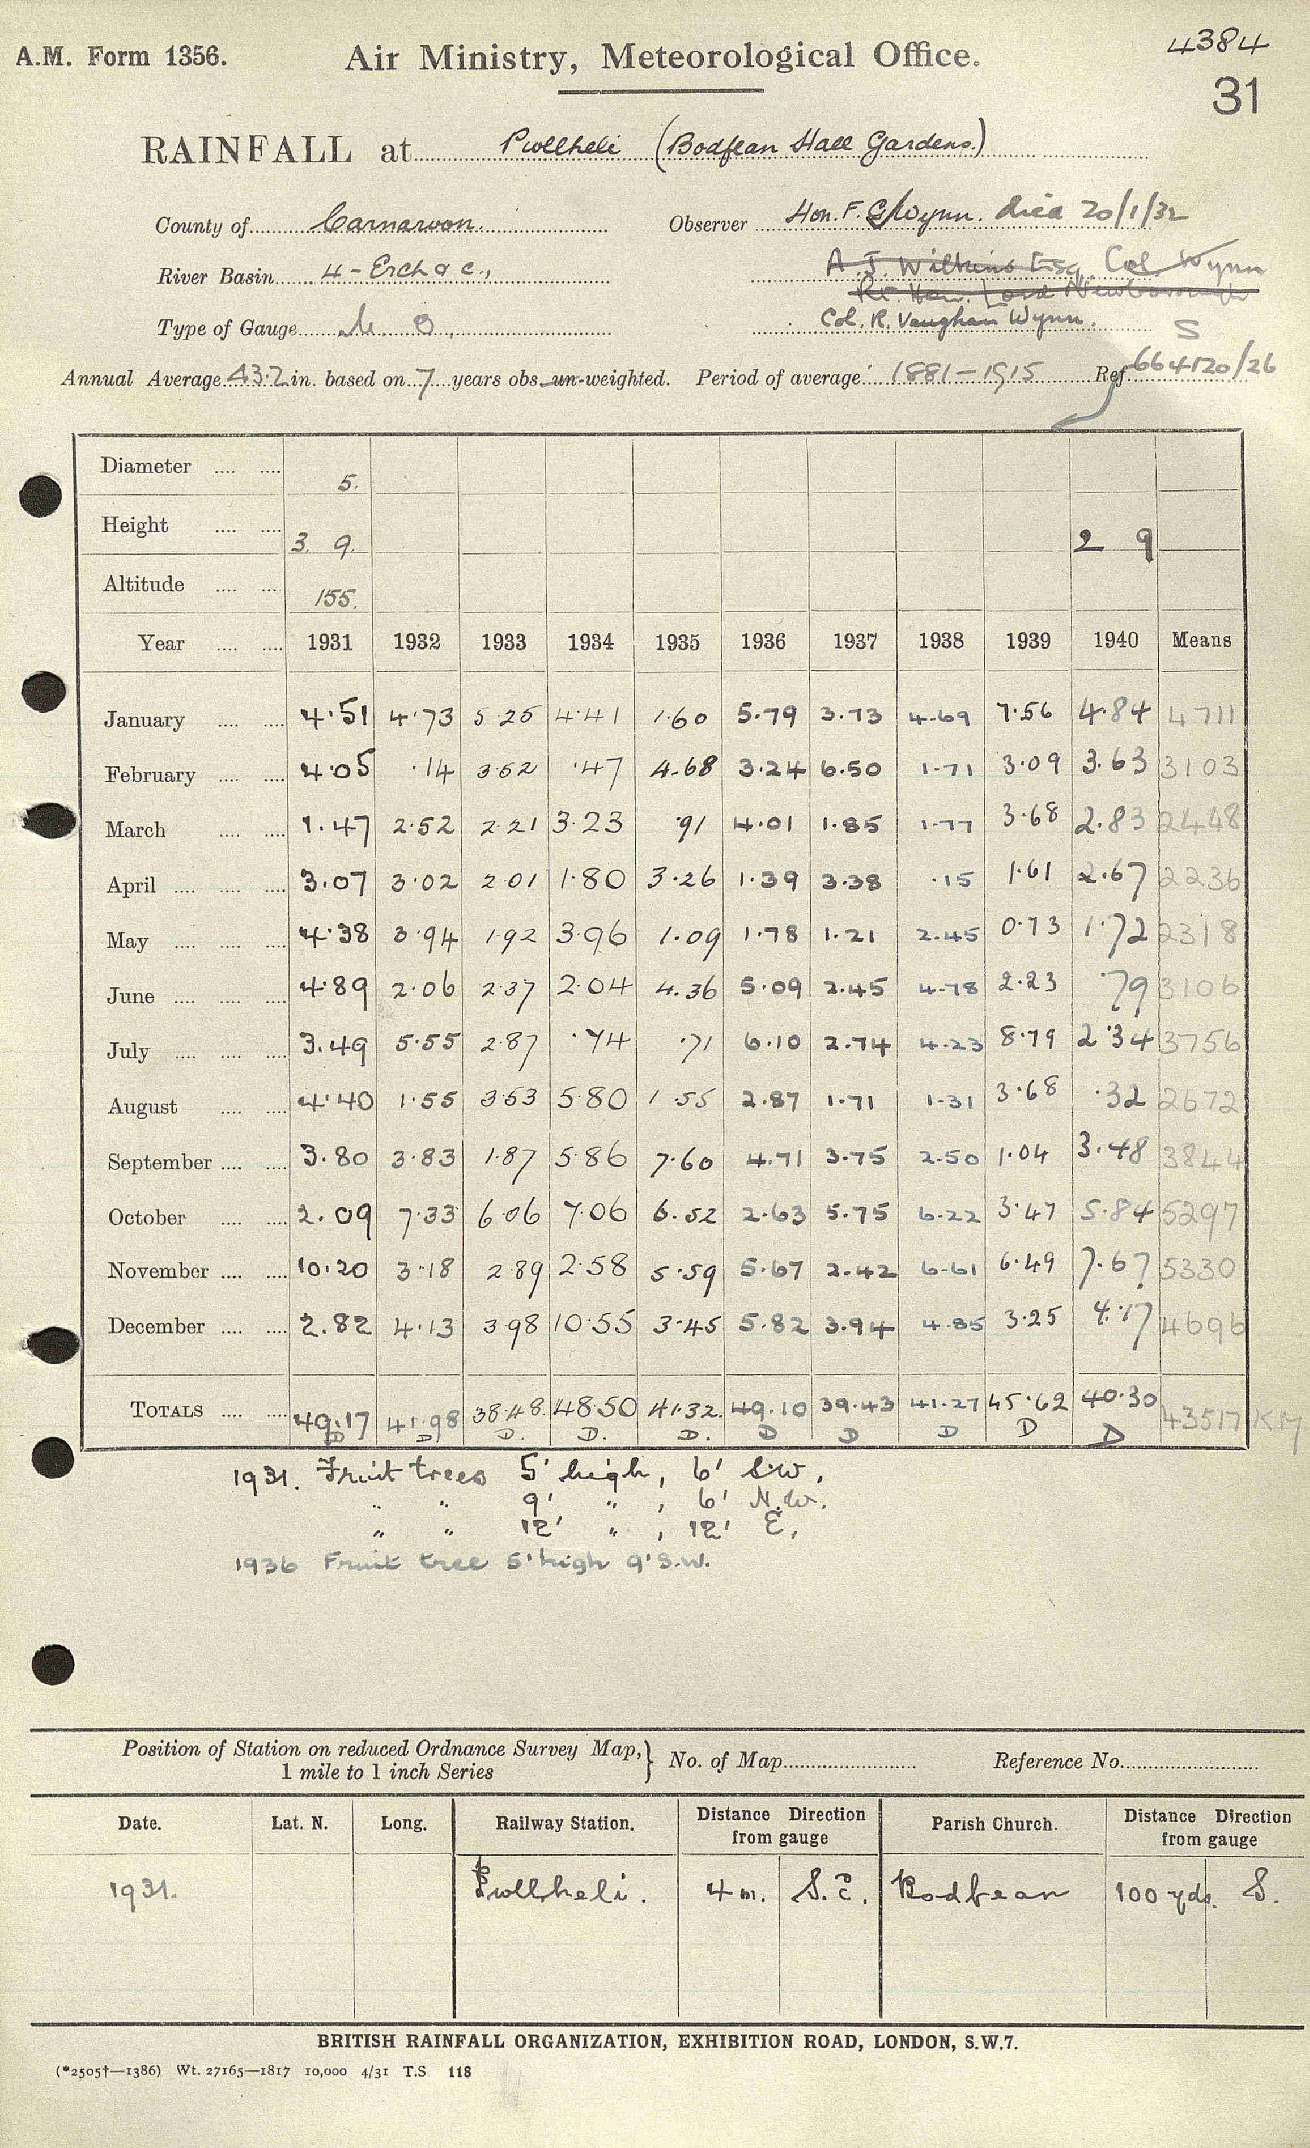 4384
A.M. Form 1356. Air Ministry, Meteorological Office.
31
RAINFALL at Pwllheli (Bodfean Hall Gardens.)
County of Carnarvon. Observer Hon. F. G. Wynn. died 20/1/32
River Basin 4 - Erch &c., A. J. Wilkins Esq. Col. Wynn
Rt. Hon. Lord Newborough
Type of Gauge M. O. Col. R. Vaughan Wynn.
S
Annual Average 43.2 in. based on 7 years obs. un-weighted. Period of average 1881-1915 Ref 664120/26
Diameter 5.
Height 3. 9. 2 9
Altitude 155.
Year 1931 1932 1933 1934 1935 1936 1937 1938 1939 1940 Means
January 4.51 4.73 5.25 4.41 1.60 5.79 3.73 4.69 7.56 4.84 4711
February 4.05 .14 3.52 .47 4.68 3.24 6.50 1.71 3.09 3.63 3103
March 1.47 2.52 2.21 3.23 .91 4.01 1.85 1.77 3.68 2.83 2448
April 3.07 3.02 2.01 1.80 3.26 1.39 3.38 .15 1.61 2.67 2236
May 4.38 3.94 1.92 3.96 1.09 1.78 1.21 2.45 0.73 1.72 2318
June 4.89 2.06 2.37 2.04 4.36 5.09 2.45 4.78 2.23 .79 3106
July 3.49 5.55 2.87 .74 .71 6.10 2.74 4.23 8.79 2.34 3756
August 4.40 1.55 3.53 5.80 1.55 2.87 1.71 1.31 3.68 .32 2672
September 3.80 3.83 1.87 5.86 7.60 4.71 3.75 2.50 1.04 3.48 3844
October 2.09 7.33 6.06 7.06 6.52 2.63 5.75 6.22 3.47 5.84 5297
November 10.20 3.18 2.89 2.58 5.59 5.67 2.42 6.61 6.49 7.67 5330
December 2.82 4.13 3.98 10.55 3.45 5.82 3.94 4.85 3.25 4.17 4696
TOTALS 49.17 41.98 38.48 48.50 41.32 49.10 39.43 41.27 45.62 40.30 43517 KM
D D D. D. D. D D D D D
1931. Fruit trees 5' high, 6' S.W.,
" " 9' " , 6' N.W.
" " 12' " , 12' E,
1936 Fruit tree 5' high 9' S.W.
Position of Station on reduced Ordnance Survey Map, } No. of Map Reference No.
1 mile to 1 inch Series
Date. Lat. N. Long. Railway Station. Distance Direction from gauge Parish Church. Distance Direction from gauge
1931. Pwllheli. 4 m. S.E. Bodfean 100 yds. S.
BRITISH RAINFALL ORGANIZATION, EXHIBITION ROAD, LONDON, S.W.7.
(*2505†—1386) Wt. 27165—1817 10,000 4/31 T.S 118